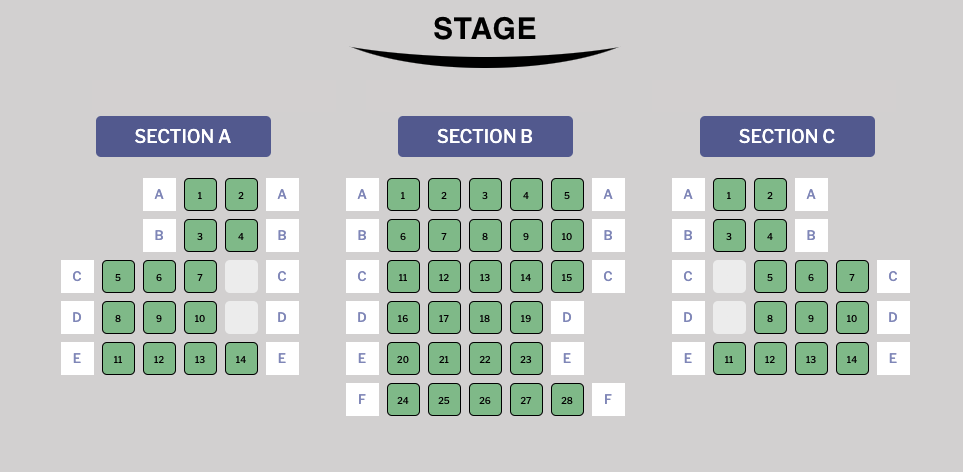 STAGE
SECTION A SECTION B SECTION C
A 1 2 A A 1 2 3 4 5 A A 1 2 A
B 3 4 B B 6 7 8 9 10 B B 3 4 B
C 5 6 7 C C 11 12 13 14 15 C C 5 6 7 C
D 8 9 10 D D 16 17 18 19 D D 8 9 10 D
E 11 12 13 14 E E 20 21 22 23 E E 11 12 13 14 E
F 24 25 26 27 28 F